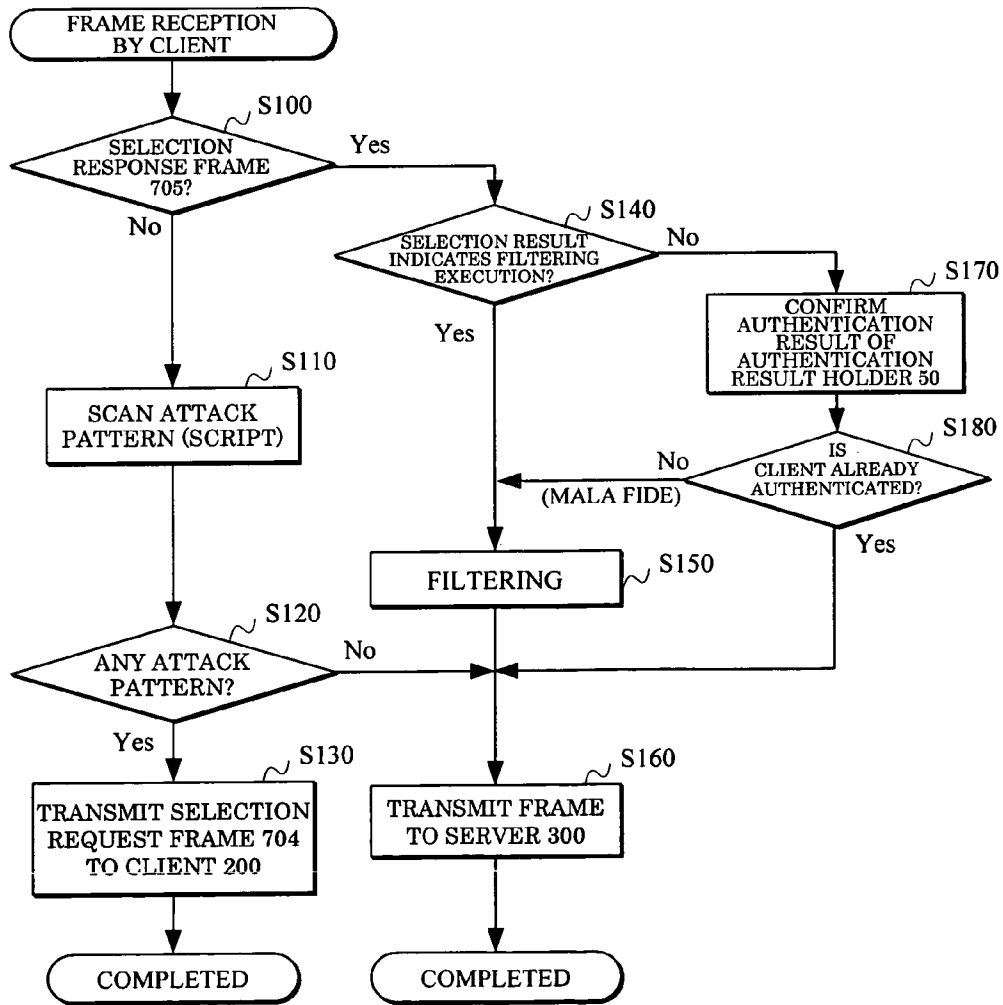 FRAME RECEPTION
BY CLIENT
S100
SELECTION
RESPONSE FRAME
705?
Yes
No
S140
SELECTION RESULT
INDICATES FILTERING
EXECUTION?
No
Yes
S170
CONFIRM
AUTHENTICATION
RESULT OF
AUTHENTICATION
RESULT HOLDER 50
S110
SCAN ATTACK
PATTERN (SCRIPT)
S180
IS
CLIENT ALREADY
AUTHENTICATED?
No
(MALA FIDE)
Yes
S150
FILTERING
S120
ANY ATTACK
PATTERN?
No
Yes
S130
TRANSMIT SELECTION
REQUEST FRAME 704
TO CLIENT 200
S160
TRANSMIT FRAME
TO SERVER 300
COMPLETED
COMPLETED